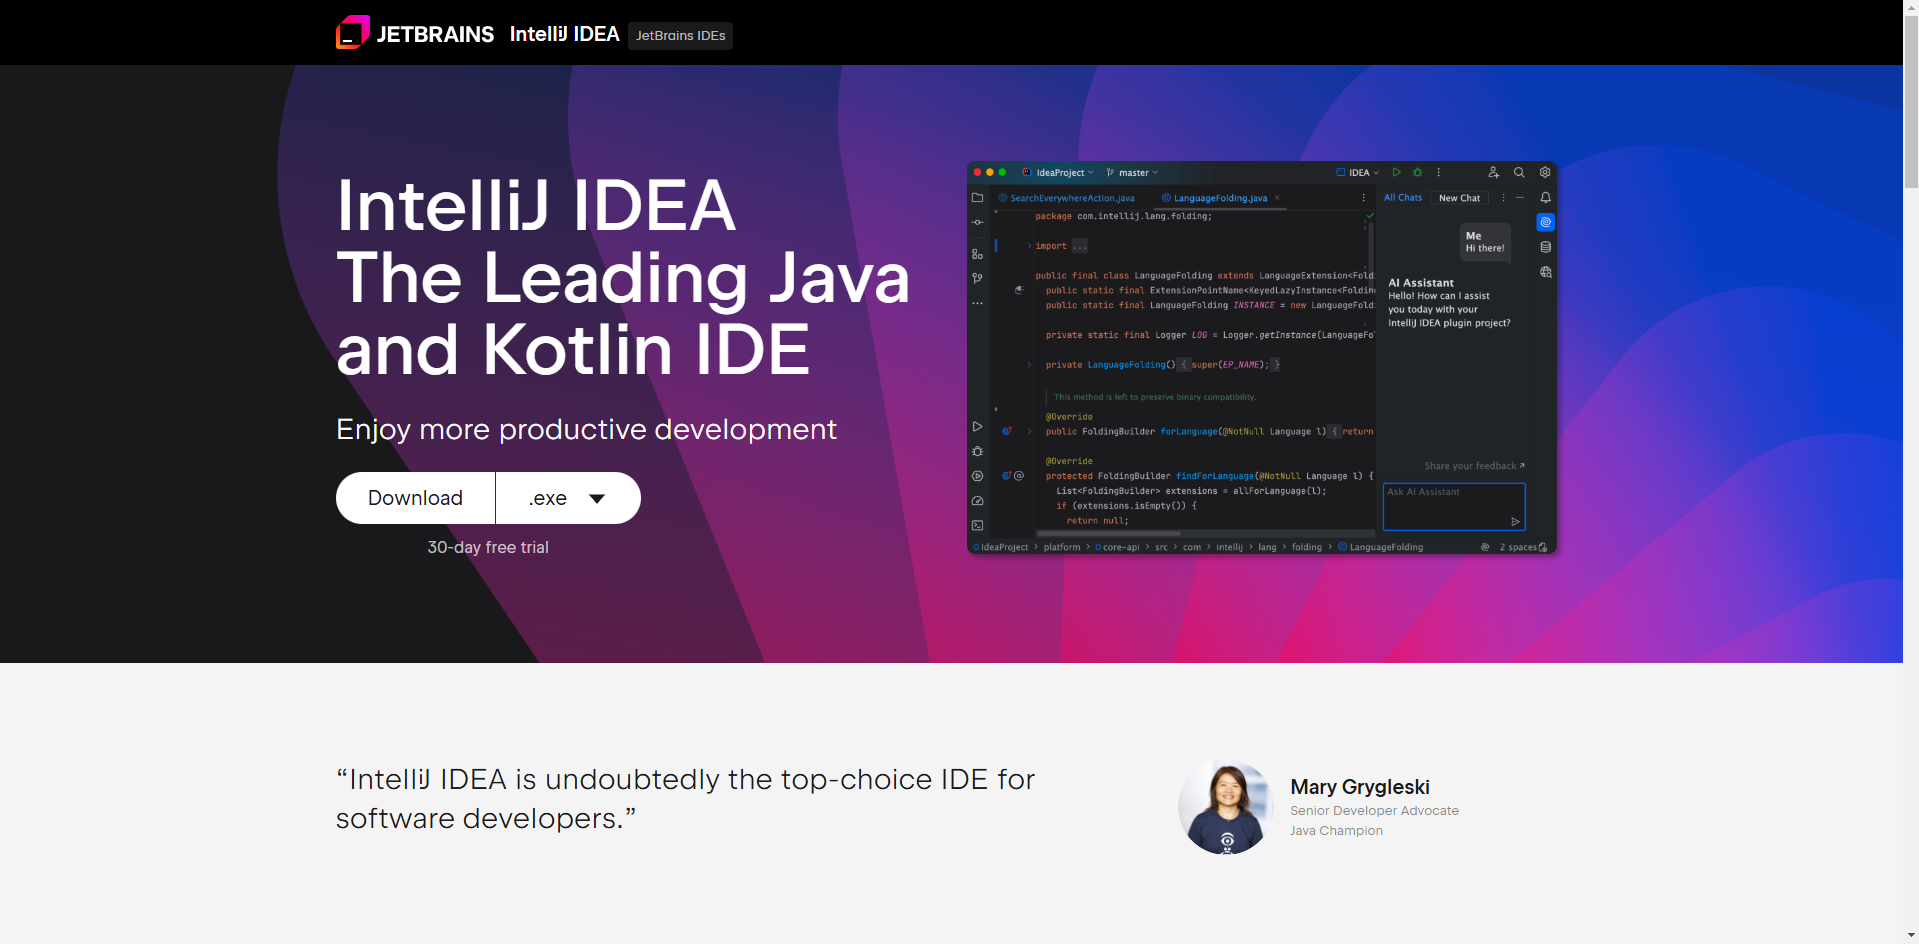 JETBRAINS IntelliJ IDEA JetBrains IDEs
IntelliJ IDEA
The Leading Java
and Kotlin IDE
Enjoy more productive development
Download .exe
30-day free trial
IdeaProject master IDEA
SearchEverywhereAction.java LanguageFolding.java
package com.intellij.lang.folding;
import ...
public final class LanguageFolding extends LanguageExtension<Fold
public static final ExtensionPointName<KeyedLazyInstance<Folding
public static final LanguageFolding INSTANCE = new LanguageFoldi
private static final Logger LOG = Logger.getInstance(LanguageFo
private LanguageFolding() { super(EP_NAME); }
This method is left to preserve binary compatibility.
@Override
public FoldingBuilder forLanguage(@NotNull Language l) { return
@Override
protected FoldingBuilder findForLanguage(@NotNull Language l) {
List<FoldingBuilder> extensions = allForLanguage(l);
if (extensions.isEmpty()) {
return null;
All Chats New Chat
Me
Hi there!
AI Assistant
Hello! How can I assist
you today with your
IntelliJ IDEA plugin project?
Share your feedback
Ask AI Assistant
IdeaProject > platform > core-api > src > com > intellij > lang > folding > LanguageFolding 2 spaces
“IntelliJ IDEA is undoubtedly the top-choice IDE for
software developers.”
Mary Grygleski
Senior Developer Advocate
Java Champion